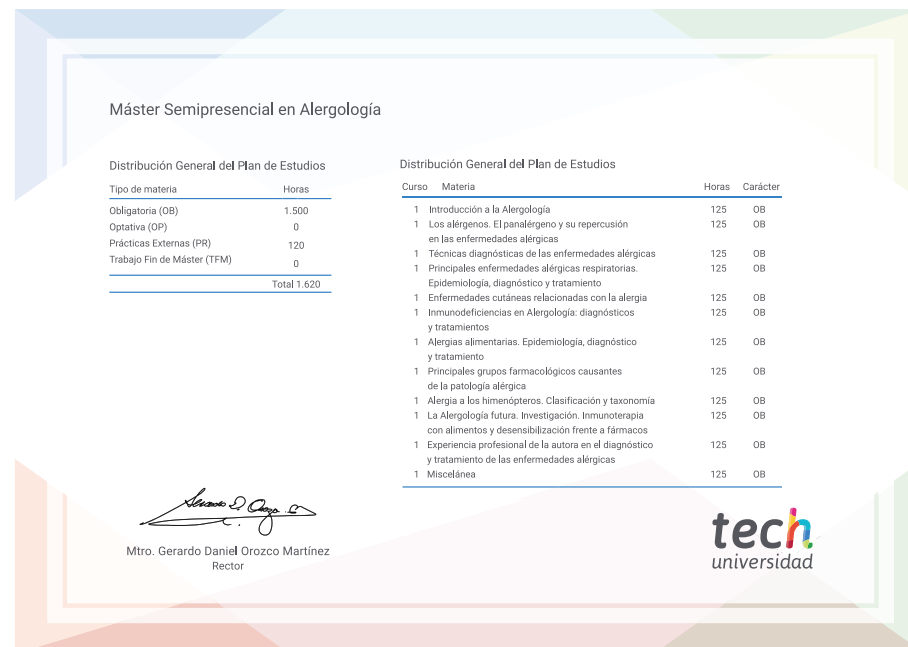 Máster Semipresencial en Alergología
Distribución General del Plan de Estudios
Tipo de materia Horas
Obligatoria (OB) 1.500
Optativa (OP) 0
Prácticas Externas (PR) 120
Trabajo Fin de Máster (TFM) 0
Total 1.620
Distribución General del Plan de Estudios
Curso Materia Horas Carácter
1 Introducción a la Alergología 125 OB
1 Los alérgenos. El panalérgeno y su repercusión 125 OB
en las enfermedades alérgicas
1 Técnicas diagnósticas de las enfermedades alérgicas 125 OB
1 Principales enfermedades alérgicas respiratorias. 125 OB
Epidemiología, diagnóstico y tratamiento
1 Enfermedades cutáneas relacionadas con la alergia 125 OB
1 Inmunodeficiencias en Alergología: diagnósticos 125 OB
y tratamientos
1 Alergias alimentarias. Epidemiología, diagnóstico 125 OB
y tratamiento
1 Principales grupos farmacológicos causantes 125 OB
de la patología alérgica
1 Alergia a los himenópteros. Clasificación y taxonomía 125 OB
1 La Alergología futura. Investigación. Inmunoterapia 125 OB
con alimentos y desensibilización frente a fármacos
1 Experiencia profesional de la autora en el diagnóstico 125 OB
y tratamiento de las enfermedades alérgicas
1 Miscelánea 125 OB
Mtro. Gerardo Daniel Orozco Martínez
Rector
tech
universidad